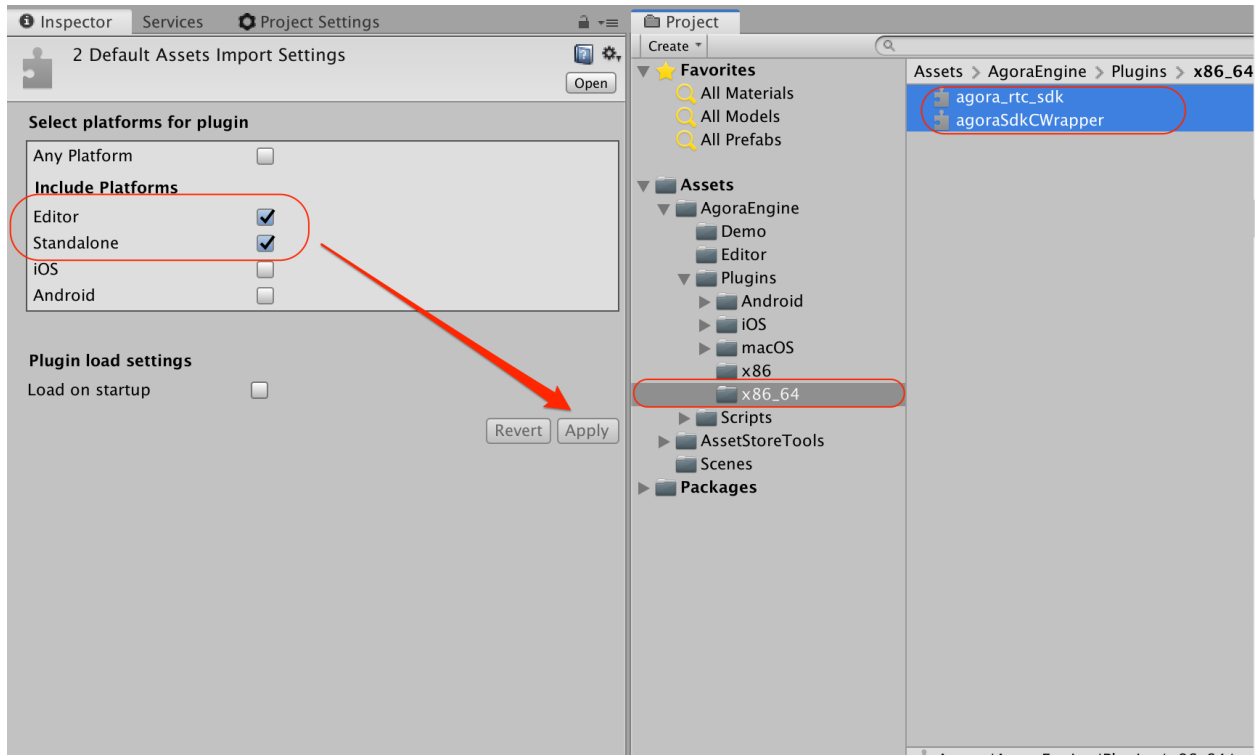 Inspector Services Project Settings
2 Default Assets Import Settings
Open
Select platforms for plugin
Any Platform
Include Platforms
Editor
Standalone
iOS
Android
Plugin load settings
Load on startup
Revert Apply
Project
Create
Favorites
All Materials
All Models
All Prefabs
Assets
AgoraEngine
Demo
Editor
Plugins
Android
iOS
macOS
x86
x86_64
Scripts
AssetStoreTools
Scenes
Packages
Assets > AgoraEngine > Plugins > x86_64
agora_rtc_sdk
agoraSdkCWrapper